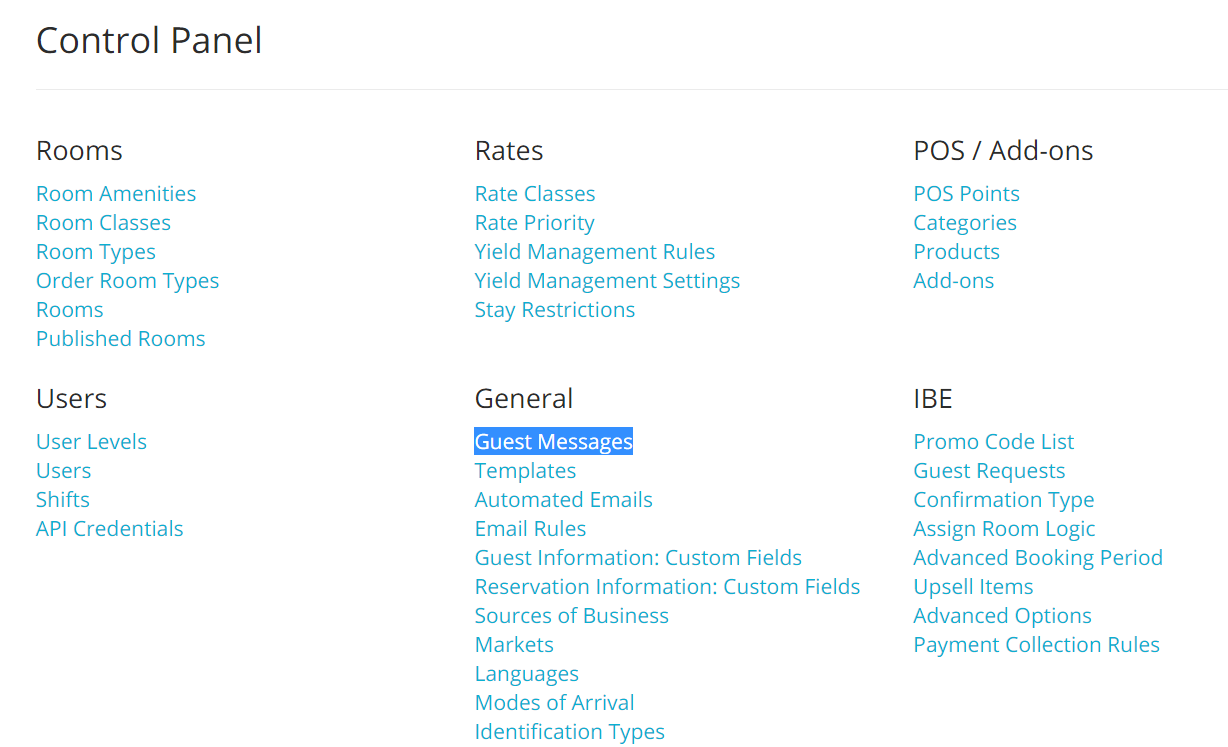 Control Panel
Rooms
Room Amenities
Room Classes
Room Types
Order Room Types
Rooms
Published Rooms
Rates
Rate Classes
Rate Priority
Yield Management Rules
Yield Management Settings
Stay Restrictions
POS / Add-ons
POS Points
Categories
Products
Add-ons
Users
User Levels
Users
Shifts
API Credentials
General
Guest Messages
Templates
Automated Emails
Email Rules
Guest Information: Custom Fields
Reservation Information: Custom Fields
Sources of Business
Markets
Languages
Modes of Arrival
Identification Types
IBE
Promo Code List
Guest Requests
Confirmation Type
Assign Room Logic
Advanced Booking Period
Upsell Items
Advanced Options
Payment Collection Rules